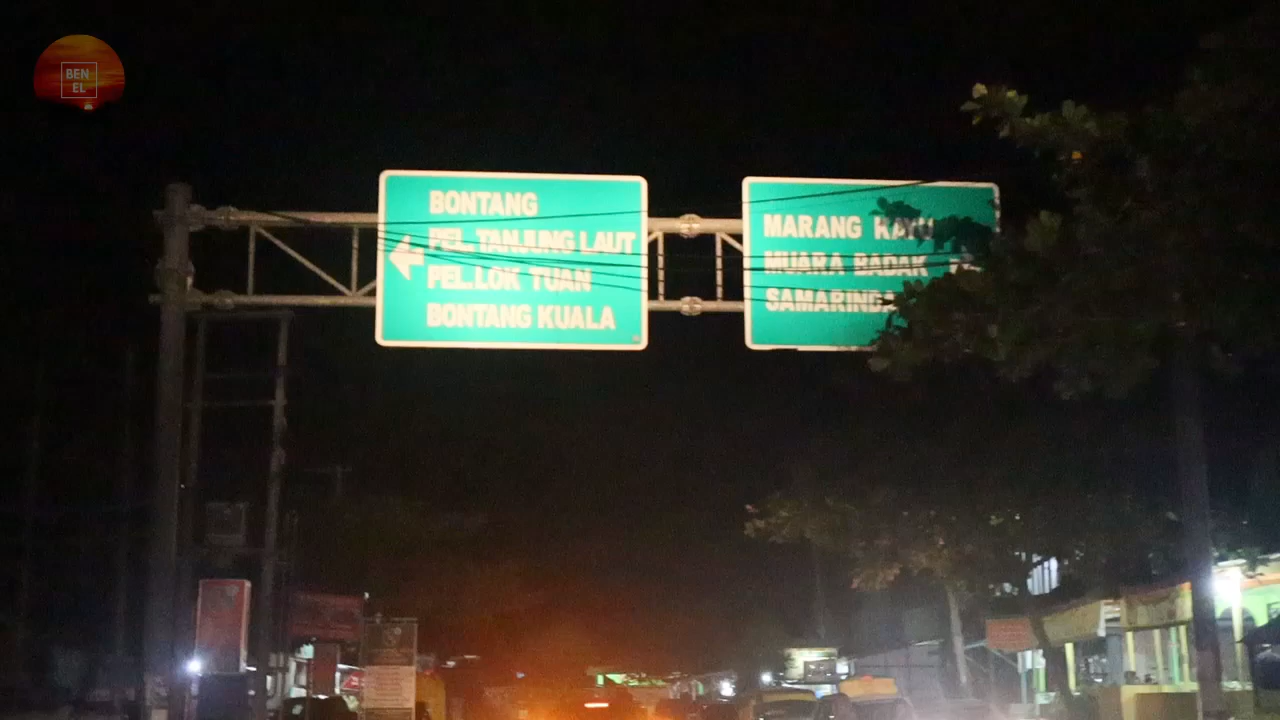 BEN
EL
BONTANG
PEL. TANJUNG LAUT
PEL.LOK TUAN
BONTANG KUALA
MARANG KAYU
MUARA BADAK
SAMARINDA